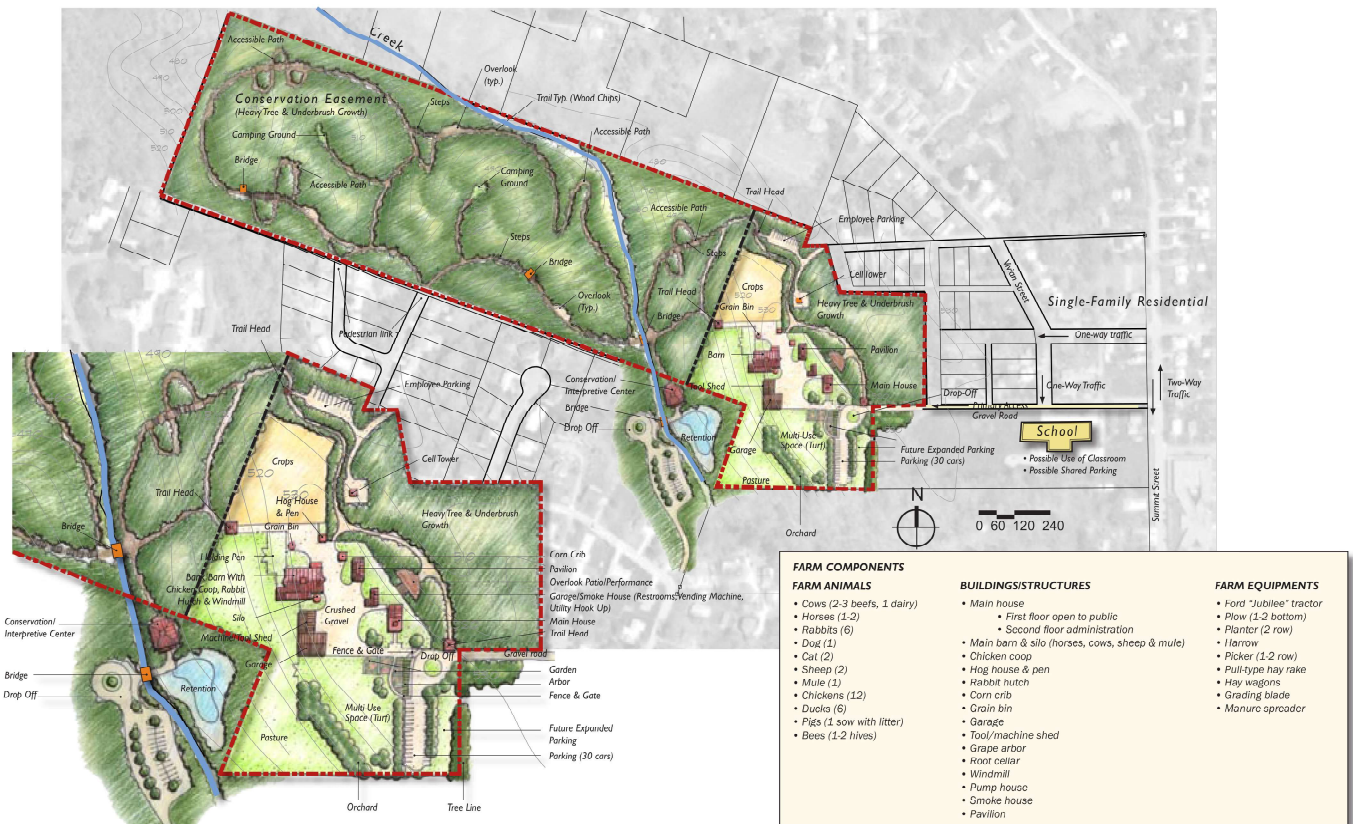 Creek
Accessible Path
480
490
500
510
520
Conservation Easement
(Heavy Tree & Underbrush Growth)
Camping Ground
Bridge
Accessible Path
Steps
Overlook
(typ.)
Trail Typ. (Wood Chips)
Accessible Path
480
Camping
Ground
Steps
Bridge
Overlook
(Typ.)
Accessible Path
Steps
Trail Head
Employee Parking
Cell Tower
Crops
520
530
Grain Bin
Trail Head
Bridge
Heavy Tree & Underbrush
Growth
Barn
Pavilion
Tool Shed
Main House
Drop-Off
Primary Access
Gravel Road
Vivian Street
Single-Family Residential
One-way traffic
One-Way Traffic
Two-Way
Traffic
Summit Street
School
• Possible Use of Classroom
• Possible Shared Parking
Conservation/
Interpretive Center
Bridge
Drop Off
Retention
Garage
Multi-Use
Space (Turf)
Pasture
Future Expanded Parking
Parking (30 cars)
Orchard
N
0 60 120 240
Pedestrian link
Trail Head
Employee Parking
490
Cell Tower
Crops
520
530
Hog House
& Pen
Grain Bin
Trail Head
Bridge
Heavy Tree & Underbrush
Growth
Holding Pen
Bank Barn With
Chicken Coop, Rabbit
Hutch & Windmill
Silo
Crushed
Gravel
Machine/Tool Shed
Garage
Fence & Gate
Drop Off
Corn Crib
Pavilion
Overlook Patio/Performance
Garage/Smoke House (Restrooms, Vending Machine,
Utility Hook Up)
Main House
Trail Head
Gravel road
Garden
Arbor
Fence & Gate
Future Expanded
Parking
Parking (30 cars)
Conservation/
Interpretive Center
Bridge
Drop Off
Retention
Multi Use
Space (Turf)
Pasture
Orchard
Tree Line
FARM COMPONENTS
FARM ANIMALS
• Cows (2-3 beefs, 1 dairy)
• Horses (1-2)
• Rabbits (6)
• Dog (1)
• Cat (2)
• Sheep (2)
• Mule (1)
• Chickens (12)
• Ducks (6)
• Pigs (1 sow with litter)
• Bees (1-2 hives)
BUILDINGS/STRUCTURES
• Main house
• First floor open to public
• Second floor administration
• Main barn & silo (horses, cows, sheep & mule)
• Chicken coop
• Hog house & pen
• Rabbit hutch
• Corn crib
• Grain bin
• Garage
• Tool/machine shed
• Grape arbor
• Root cellar
• Windmill
• Pump house
• Smoke house
• Pavilion
FARM EQUIPMENTS
• Ford "Jubilee" tractor
• Plow (1-2 bottom)
• Planter (2 row)
• Harrow
• Picker (1-2 row)
• Pull-type hay rake
• Hay wagons
• Grading blade
• Manure spreader